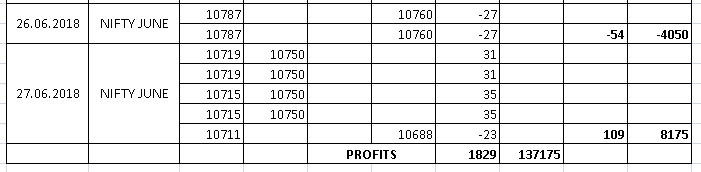 10787 10760 -27
26.06.2018 NIFTY JUNE
10787 10760 -27 -54 -4050
10719 10750 31
10719 10750 31
27.06.2018 NIFTY JUNE 10715 10750 35
10715 10750 35
10711 10688 -23 109 8175
PROFITS 1829 137175